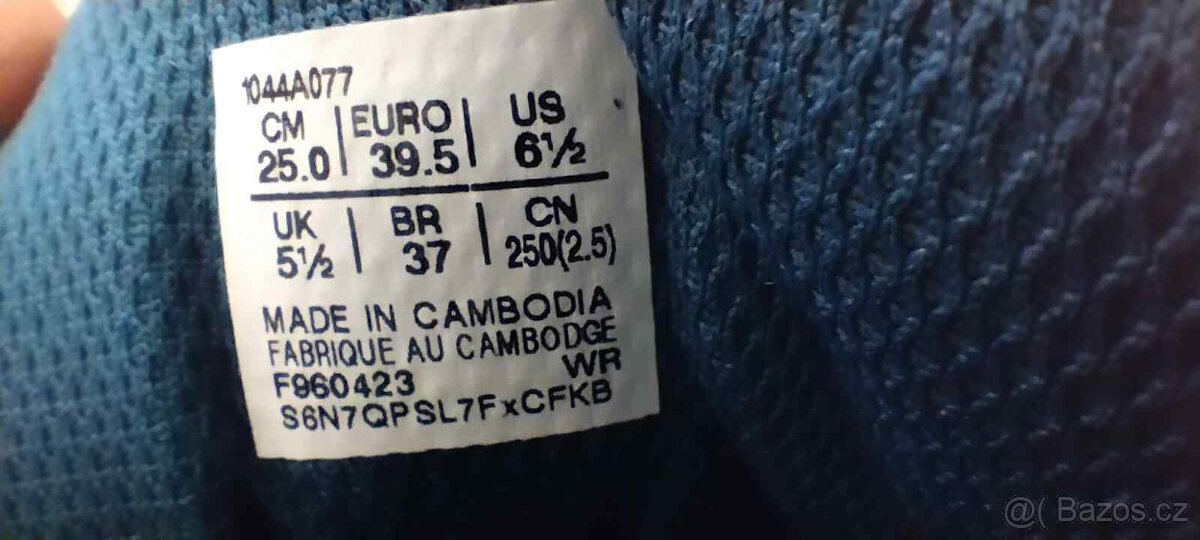 1044A077
CM | EURO | US
25.0 | 39.5 | 6½
UK | BR | CN
5½ | 37 | 250(2.5)
MADE IN CAMBODIA
FABRIQUE AU CAMBODGE
F960423 WR
S6N7QPSL7FxCFKB
@( Bazos.cz